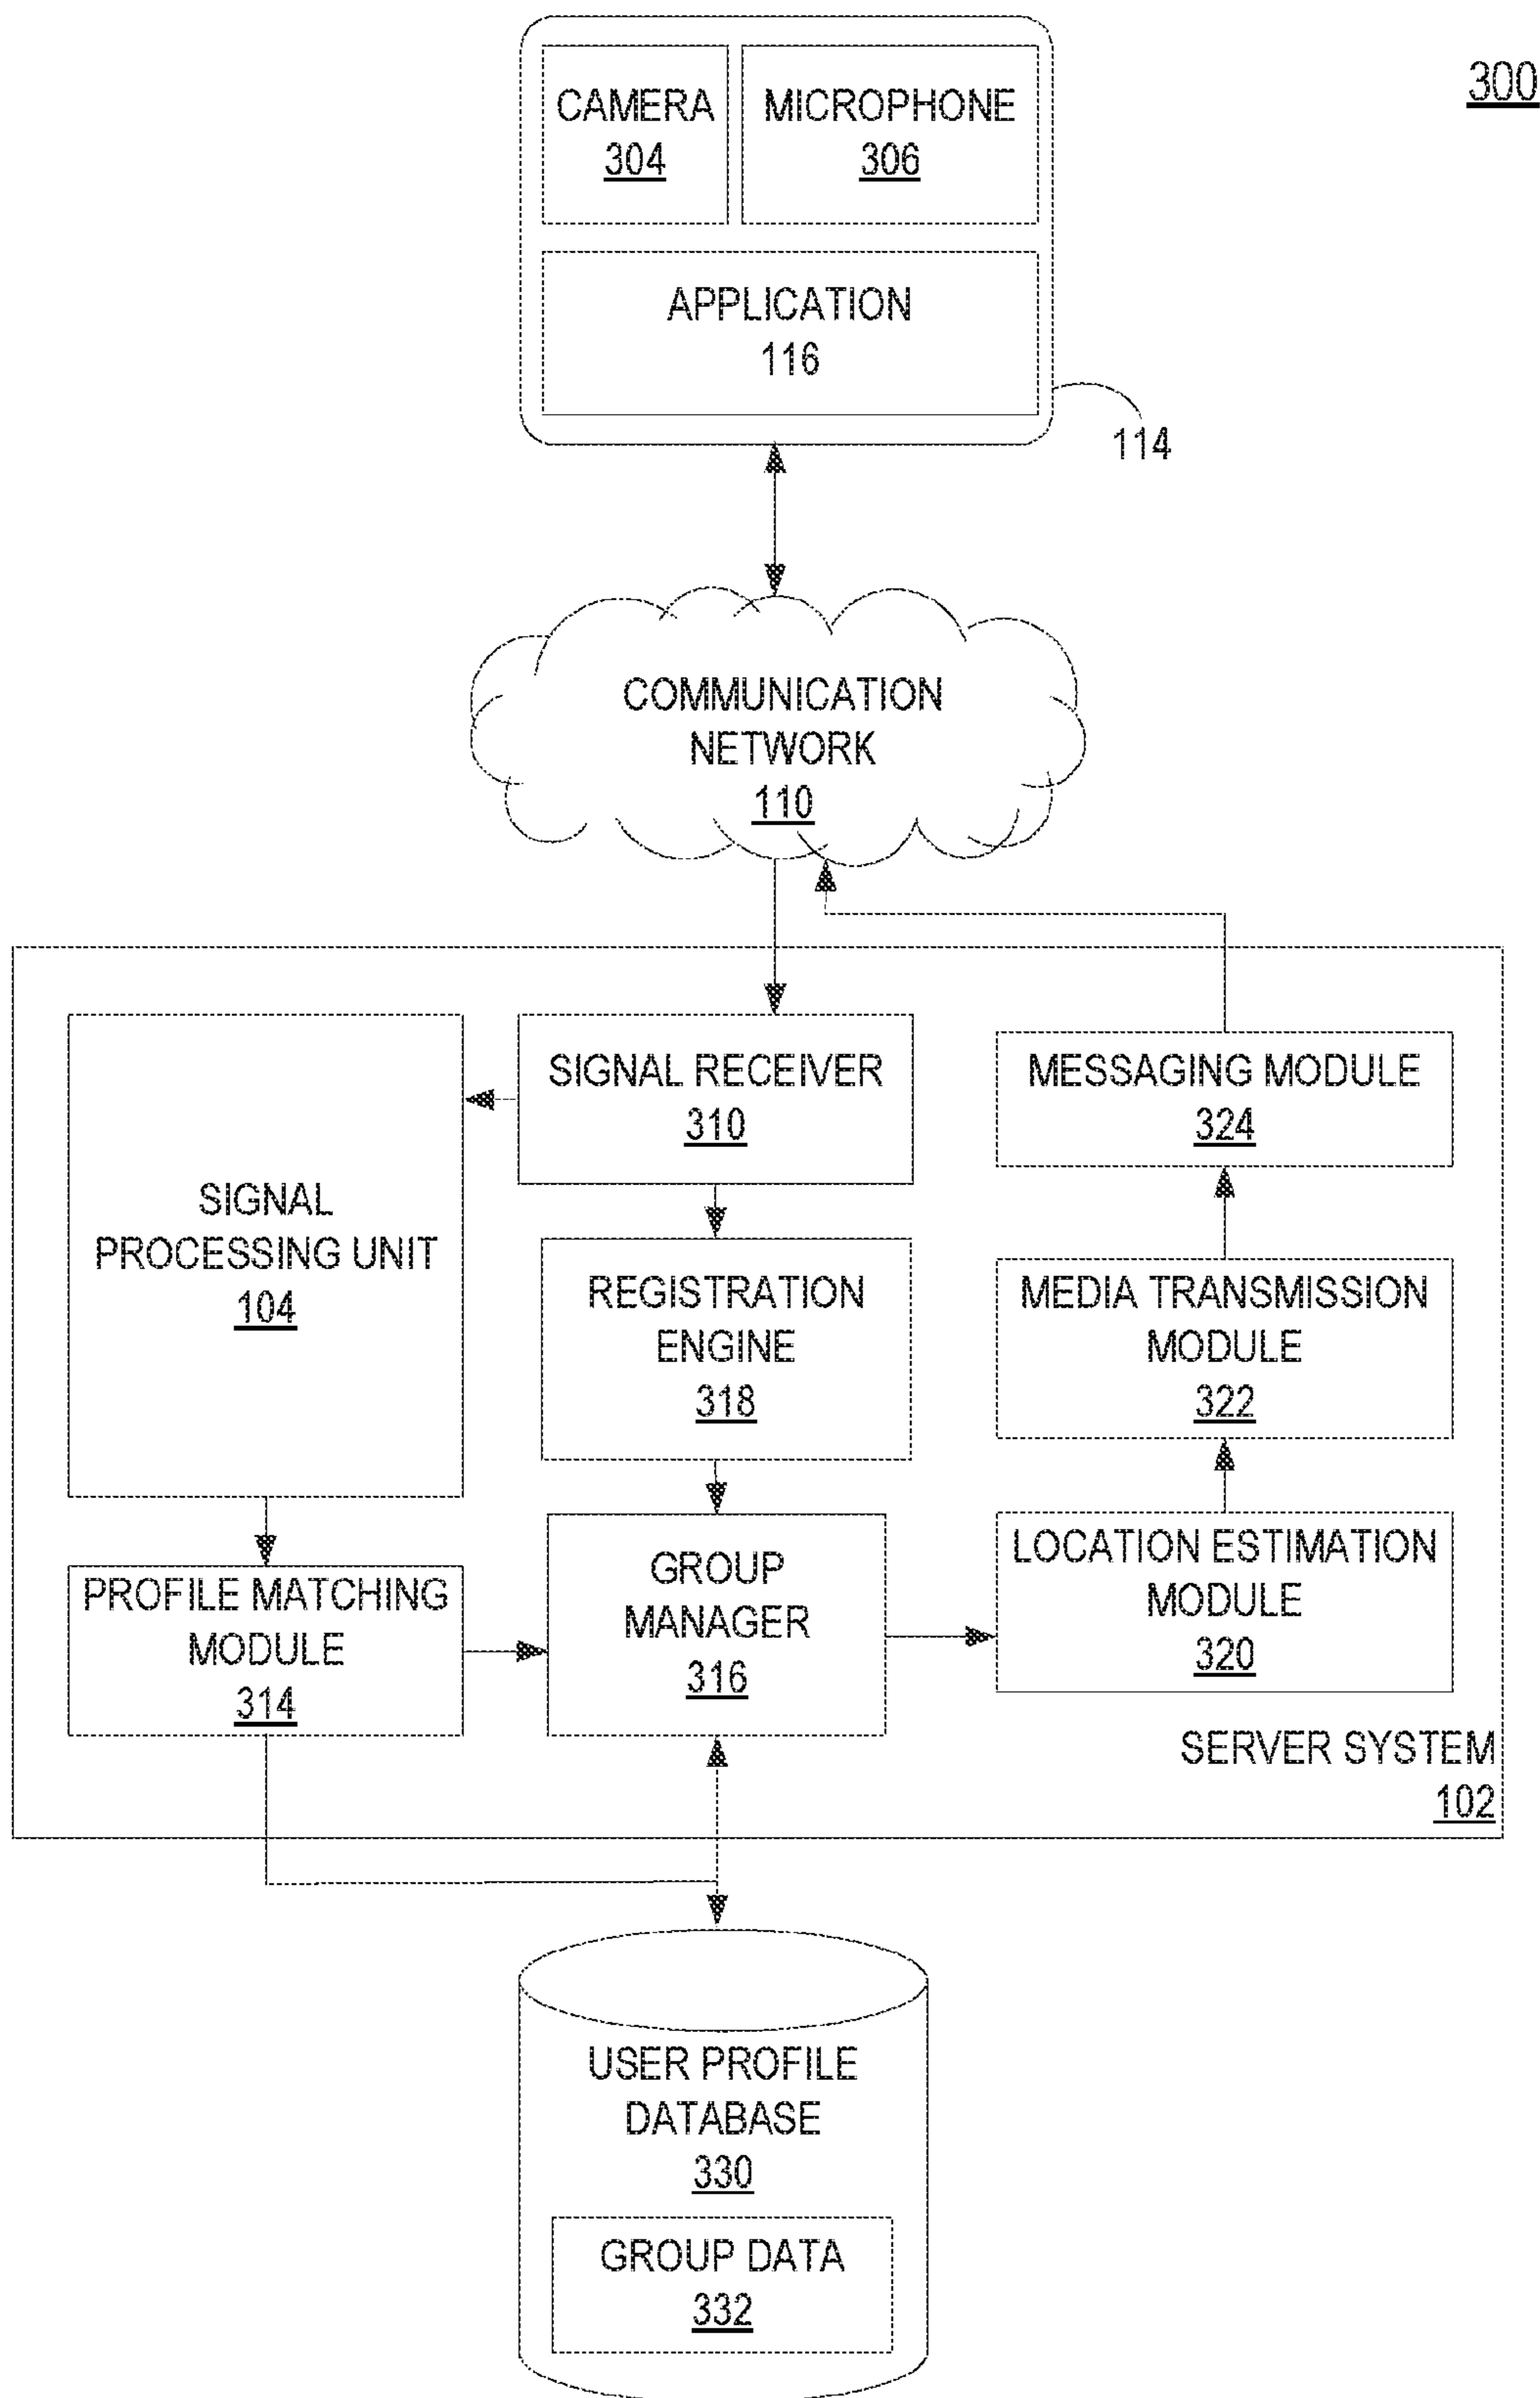 300
CAMERA
304
MICROPHONE
306
APPLICATION
116
114
COMMUNICATION
NETWORK
110
SIGNAL
PROCESSING UNIT
104
SIGNAL RECEIVER
310
MESSAGING MODULE
324
REGISTRATION
ENGINE
318
MEDIA TRANSMISSION
MODULE
322
PROFILE MATCHING
MODULE
314
GROUP
MANAGER
316
LOCATION ESTIMATION
MODULE
320
SERVER SYSTEM
102
USER PROFILE
DATABASE
330
GROUP DATA
332